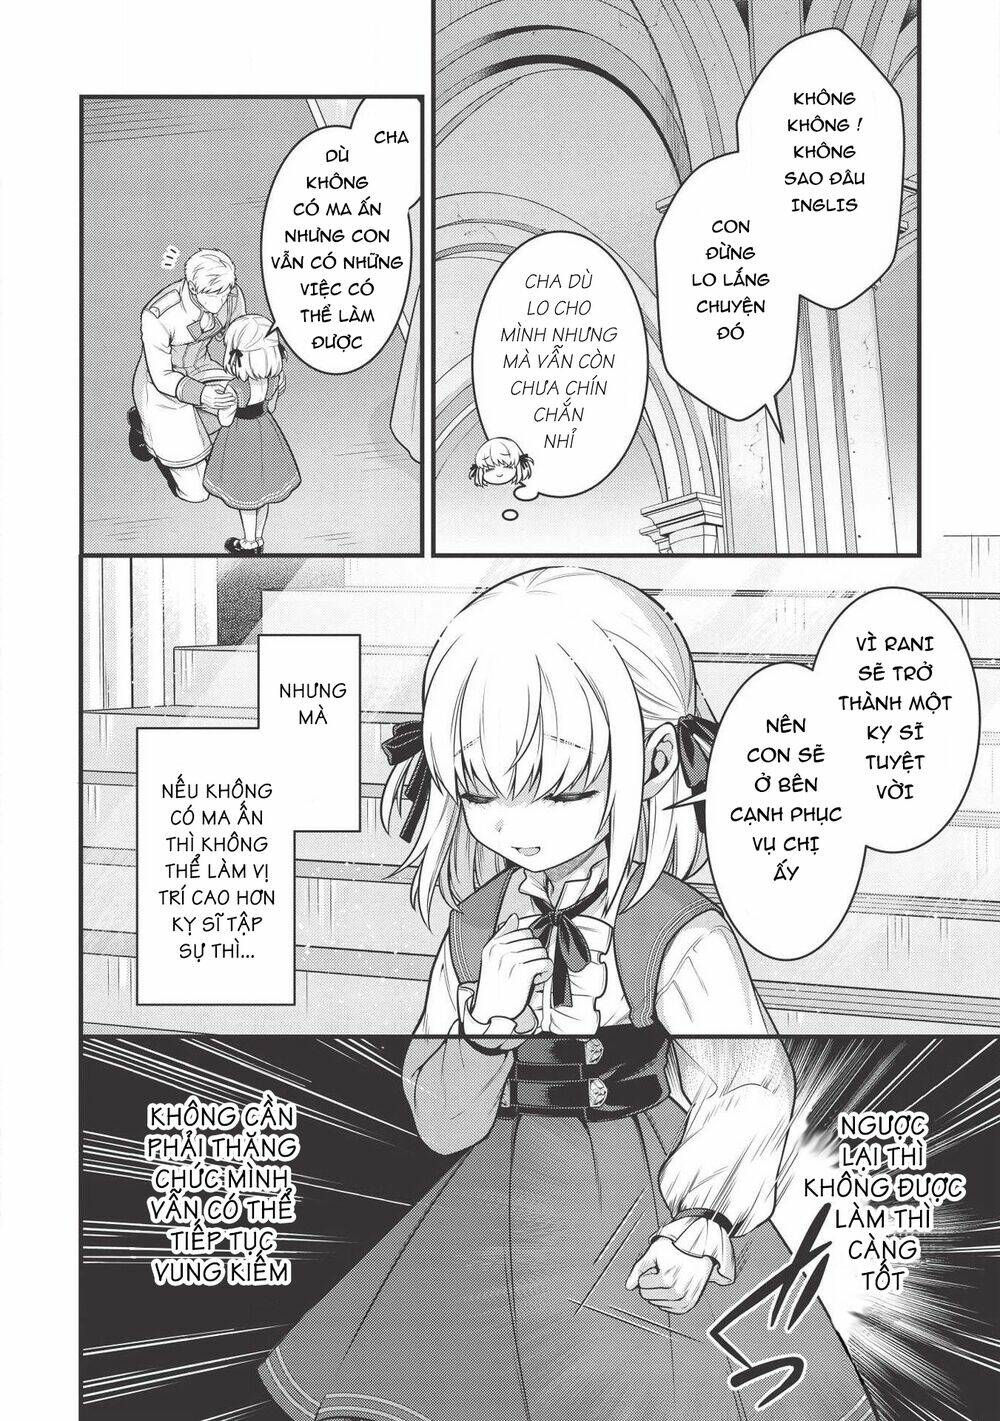 KHÔNG
KHÔNG !
KHÔNG
SAO ĐÂU
INGLIS
CON
ĐỪNG
LO LẮNG
CHUYỆN
ĐÓ
CHA DÙ
LO CHO
MÌNH NHƯNG
MÀ VẪN CÒN
CHƯA CHÍN
CHẮN
NHỈ
CHA
DÙ
KHÔNG
CÓ MA ẤN
NHƯNG CON
VẪN CÓ NHỮNG
VIỆC CÓ
THỂ LÀM
ĐƯỢC
VÌ RANI
SẼ TRỞ
THÀNH MỘT
KỴ SĨ
TUYỆT
VỜI
NÊN
CON SẼ
Ở BÊN
CẠNH PHỤC
VỤ CHỊ
ẤY
NHƯNG
MÀ
NẾU KHÔNG
CÓ MA ẤN
THÌ KHÔNG
THỂ LÀM VỊ
TRÍ CAO HƠN
KỴ SĨ TẬP
SỰ THÌ...
NGƯỢC
LẠI THÌ
KHÔNG ĐƯỢC
LÀM THÌ
CÀNG
TỐT
KHÔNG CẦN
PHẢI THĂNG
CHỨC MÌNH
VẪN CÓ THỂ
TIẾP TỤC
VUNG KIẾM